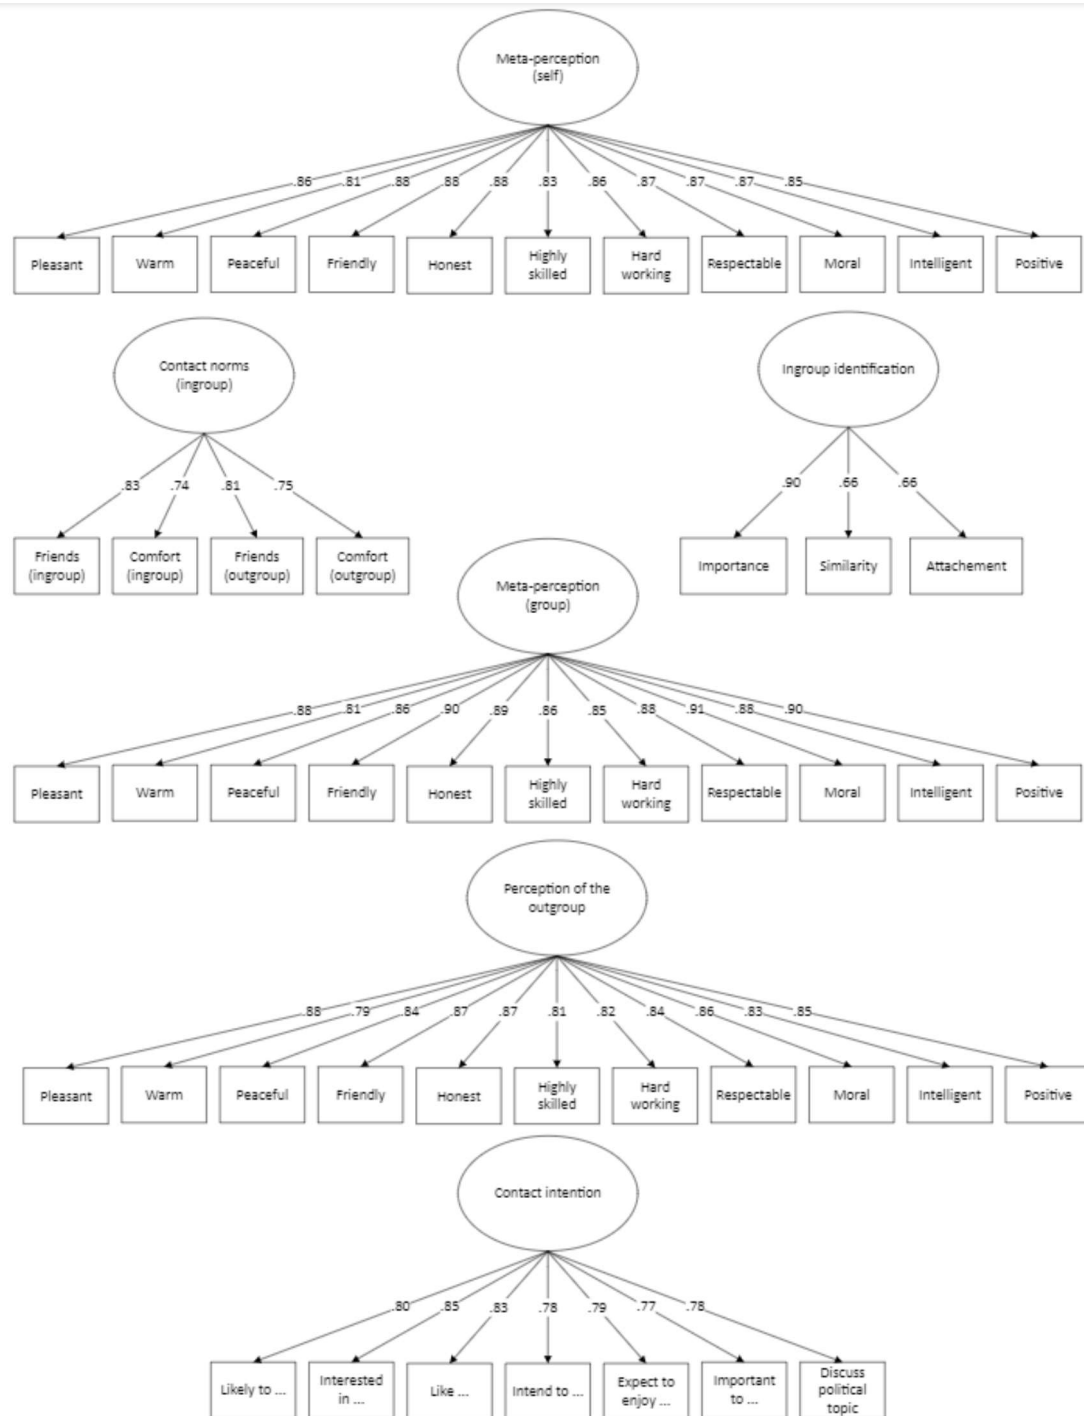 Meta-perception
(self)
.86 .81 .88 .88 .88 .83 .86 .87 .87 .87 .85
Pleasant Warm Peaceful Friendly Honest Highly skilled Hard working Respectable Moral Intelligent Positive
Contact norms
(ingroup)
.83 .74 .81 .75
Friends (ingroup) Comfort (ingroup) Friends (outgroup) Comfort (outgroup)
Ingroup identification
.90 .66 .66
Importance Similarity Attachement
Meta-perception
(group)
.88 .81 .86 .90 .89 .86 .85 .88 .91 .88 .90
Pleasant Warm Peaceful Friendly Honest Highly skilled Hard working Respectable Moral Intelligent Positive
Perception of the
outgroup
.88 .79 .84 .87 .87 .81 .82 .84 .86 .83 .85
Pleasant Warm Peaceful Friendly Honest Highly skilled Hard working Respectable Moral Intelligent Positive
Contact intention
.80 .85 .83 .78 .79 .77 .78
Likely to ... Interested in ... Like ... Intend to ... Expect to enjoy ... Important to ... Discuss political topic